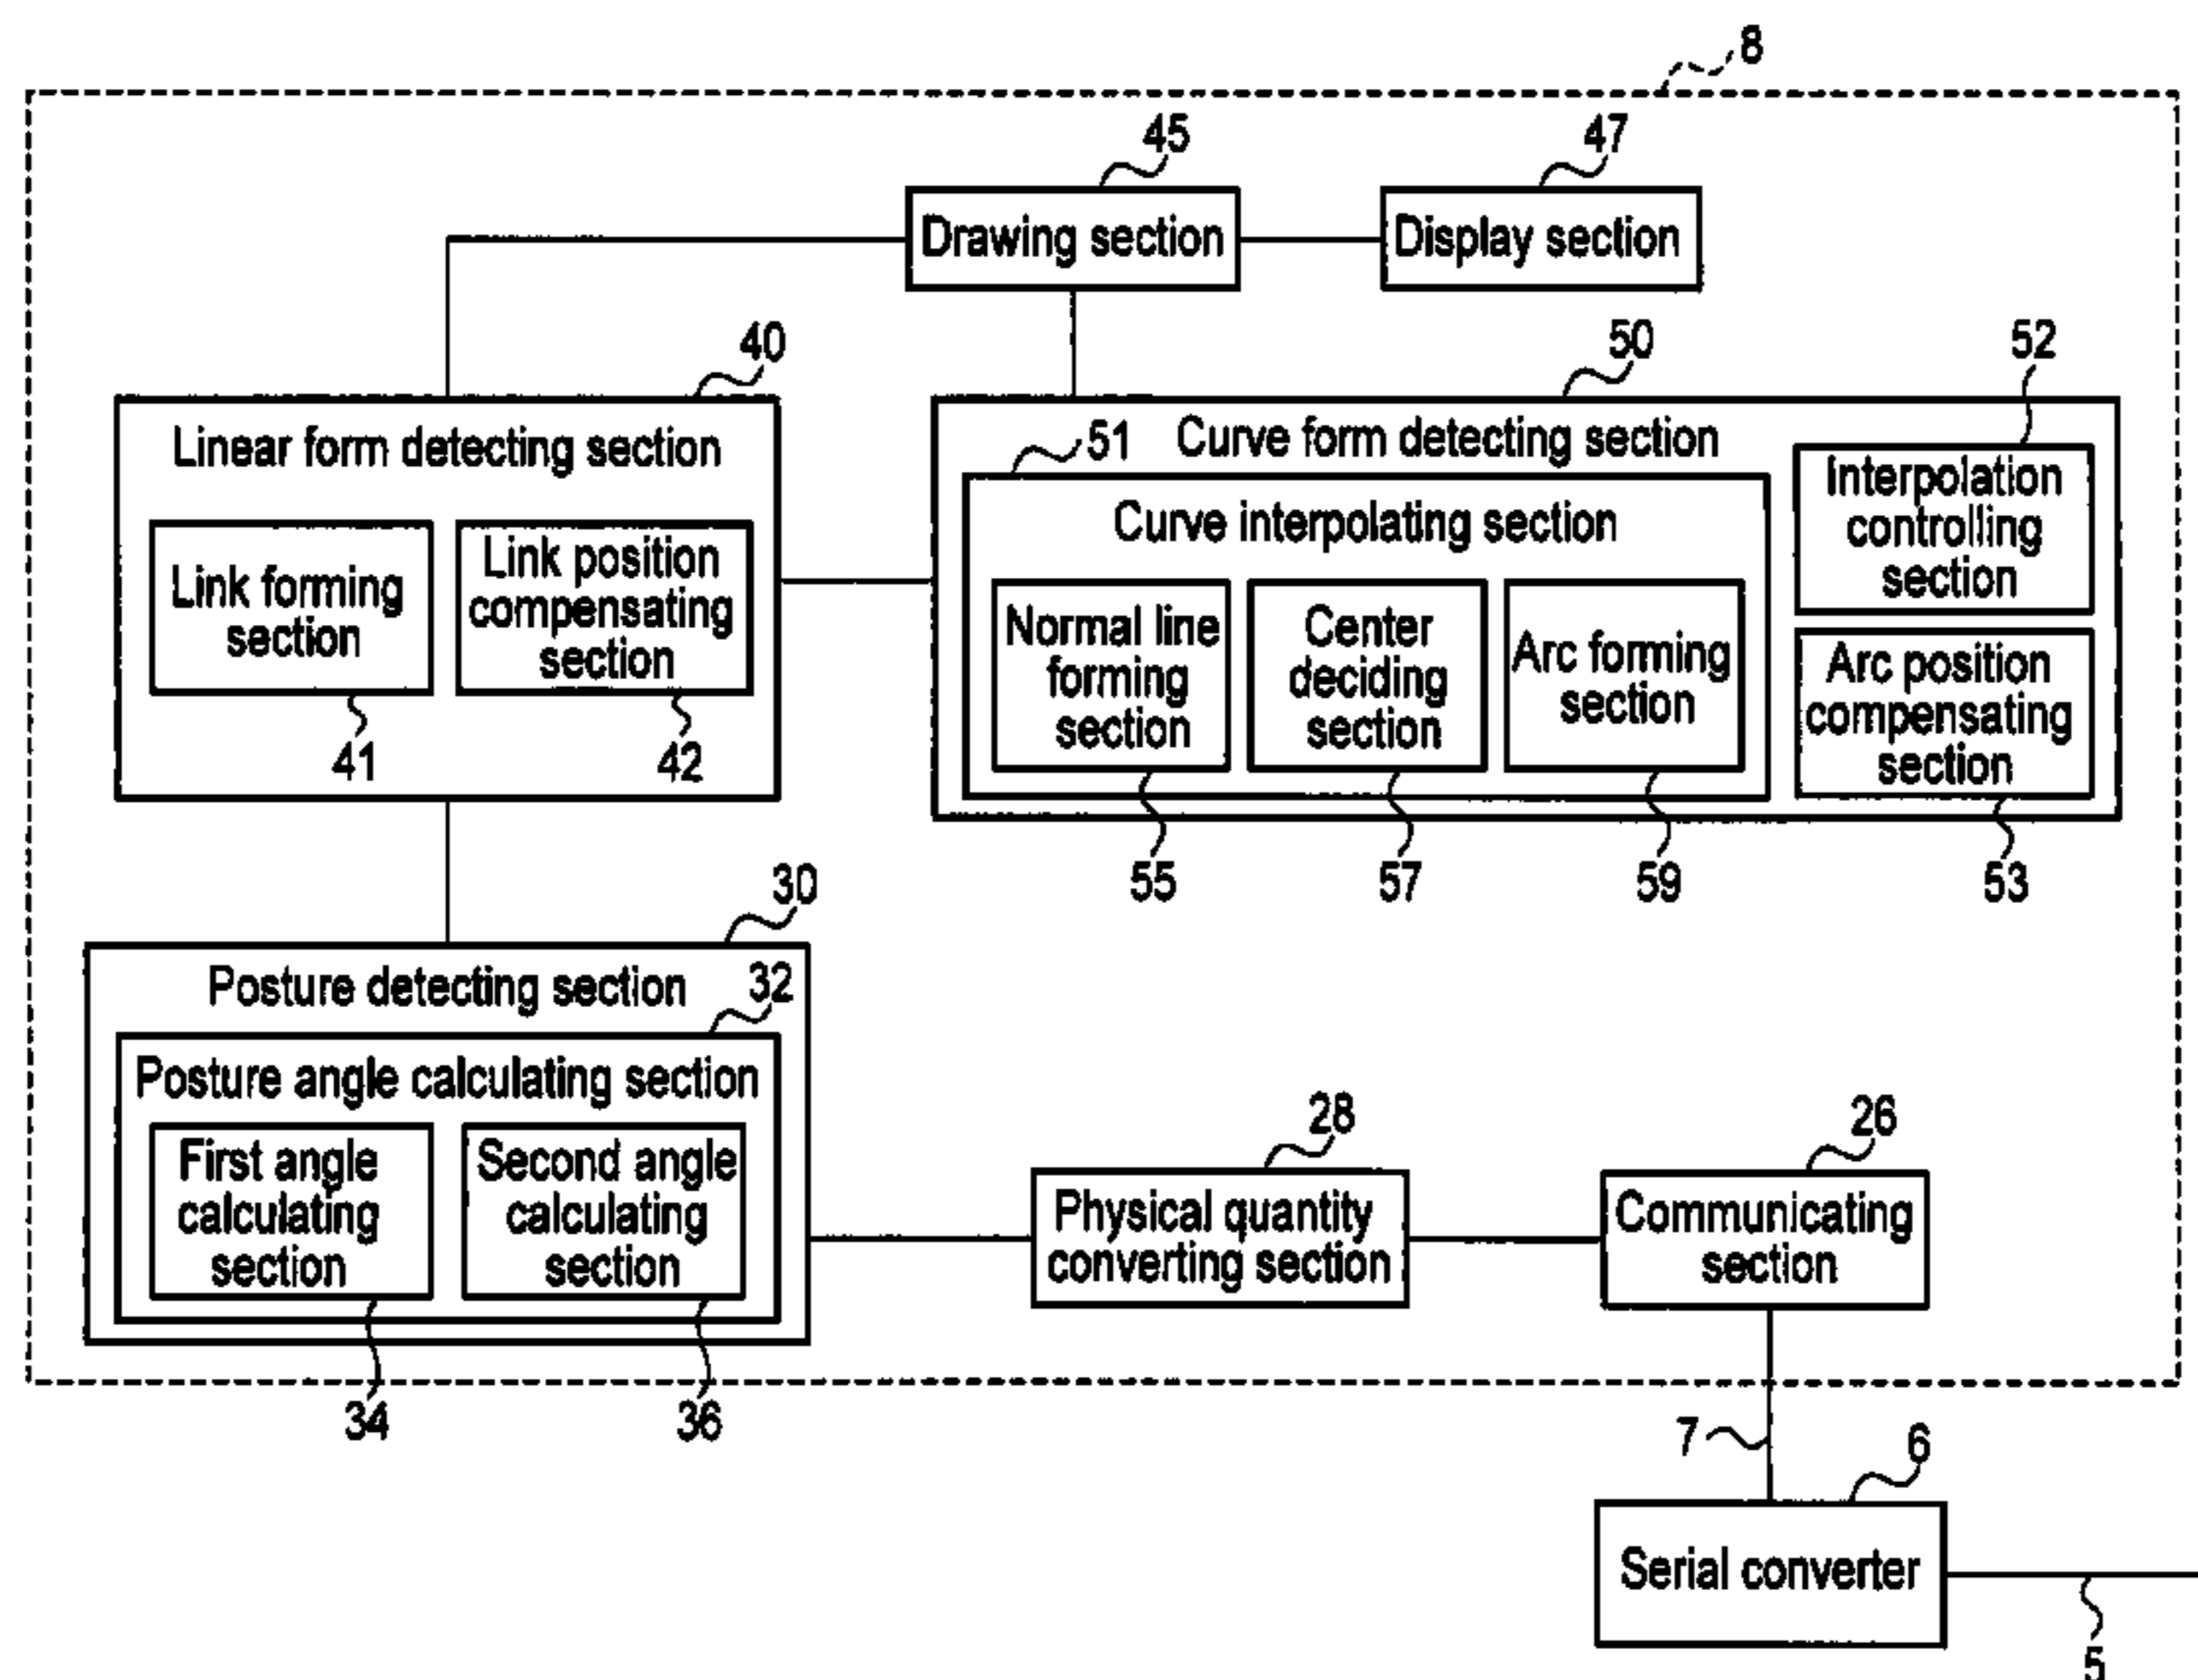 8
45
47
Drawing section
Display section
40
50
52
Linear form detecting section
51
Curve form detecting section
Interpolation
controlling
section
Curve interpolating section
Link forming
section
Link position
compensating
section
Normal line
forming
section
Center
deciding
section
Arc forming
section
Arc position
compensating
section
41
42
55
57
59
53
30
Posture detecting section
32
Posture angle calculating section
First angle
calculating
section
Second angle
calculating
section
28
26
Physical quantity
converting section
Communicating
section
34
36
7
6
Serial converter
5